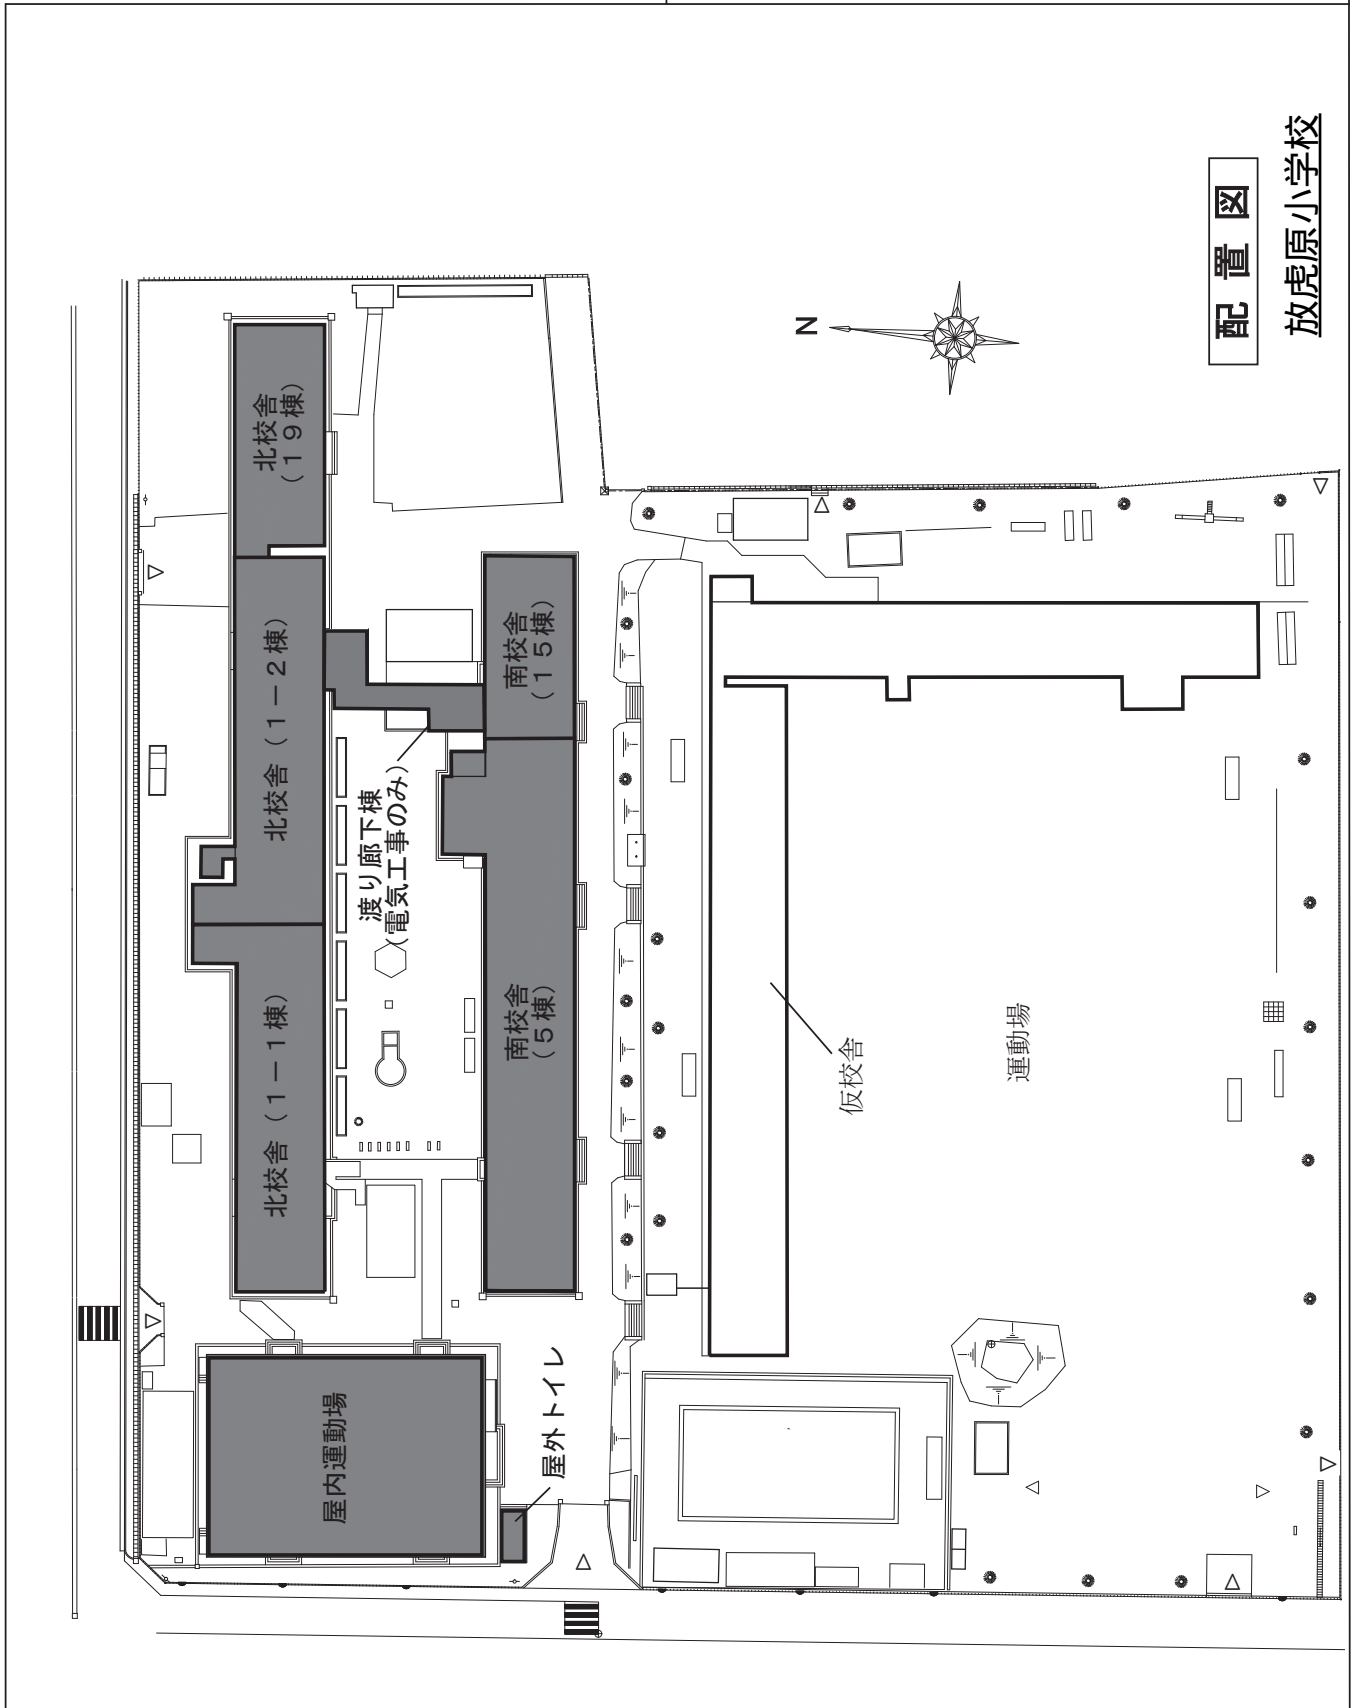 配置図
放虎原小学校
N
北校舎
（１９棟）
北校舎（１－２棟）
北校舎（１－１棟）
渡り廊下棟
（電気工事のみ）
南校舎
（１５棟）
南校舎
（５棟）
屋内運動場
屋外トイレ
仮校舎
運動場